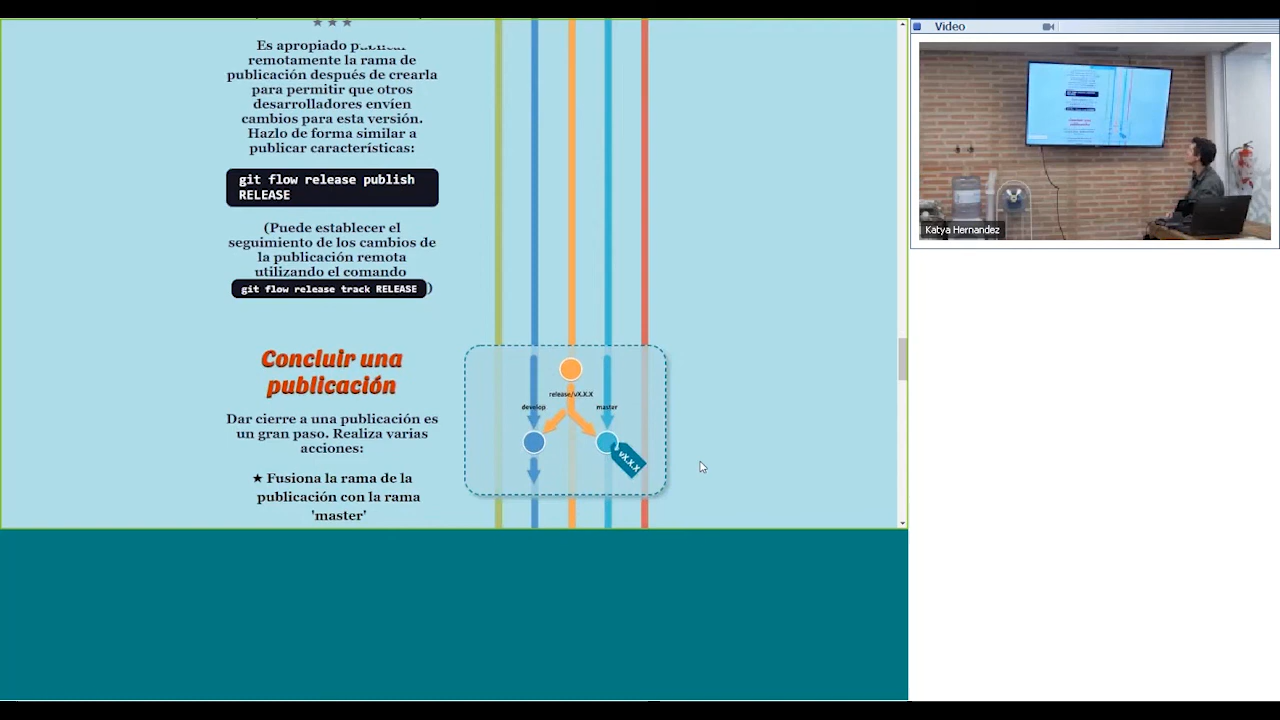 ★ ★ ★
Es apropiado publicar
remotamente la rama de
publicación después de crearla
para permitir que otros
desarrolladores envíen
cambios para esta versión.
Hazlo de forma similar a
publicar características:
git flow release publish
RELEASE
(Puede establecer el
seguimiento de los cambios de
la publicación remota
utilizando el comando
git flow release track RELEASE)
Concluir una
publicación
Dar cierre a una publicación es
un gran paso. Realiza varias
acciones:
★ Fusiona la rama de la
publicación con la rama
'master'
release/vX.X.X
develop
master
vX.X.X
Video
Katya Hernandez